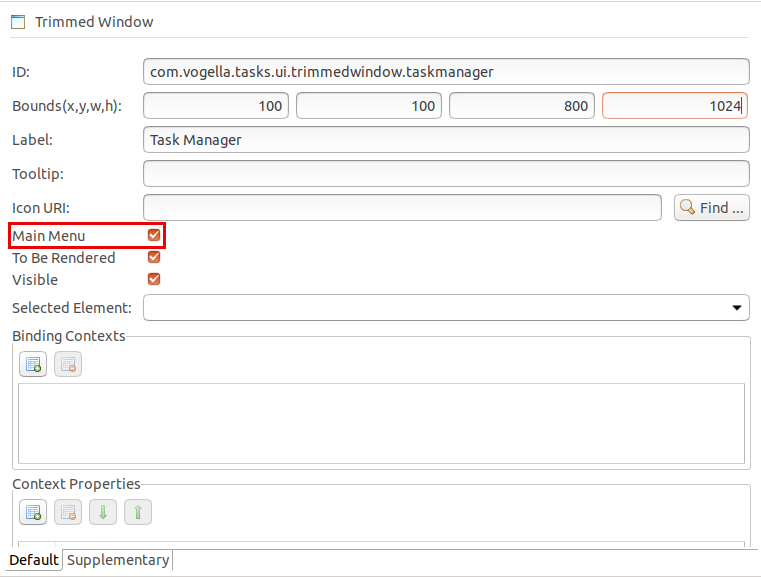 Trimmed Window
ID: com.vogella.tasks.ui.trimmedwindow.taskmanager
Bounds(x,y,w,h): 100 100 800 1024
Label: Task Manager
Tooltip:
Icon URI: Find ...
Main Menu
To Be Rendered
Visible
Selected Element:
Binding Contexts
Context Properties
Default Supplementary